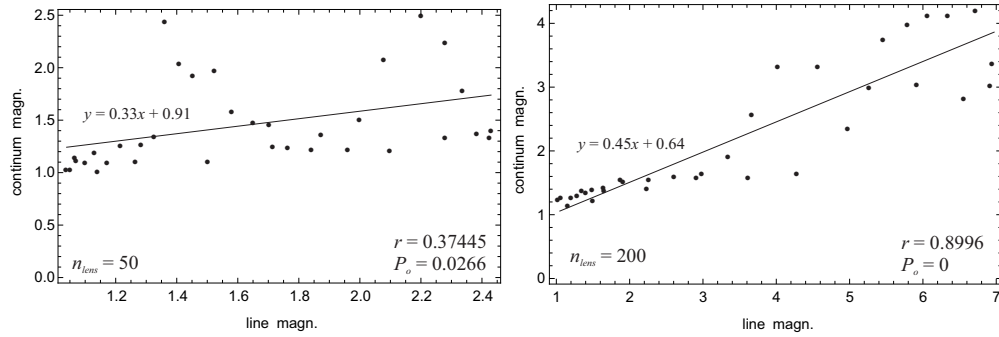 2.5
2.0
1.5
1.0
0.5
0.0
continum magn.
y = 0.33x + 0.91
n_lens = 50
r = 0.37445
P_o = 0.0266
1.2 1.4 1.6 1.8 2.0 2.2 2.4
line magn.
4
3
2
1
0
continum magn.
y = 0.45x + 0.64
n_lens = 200
r = 0.8996
P_o = 0
1 2 3 4 5 6 7
line magn.